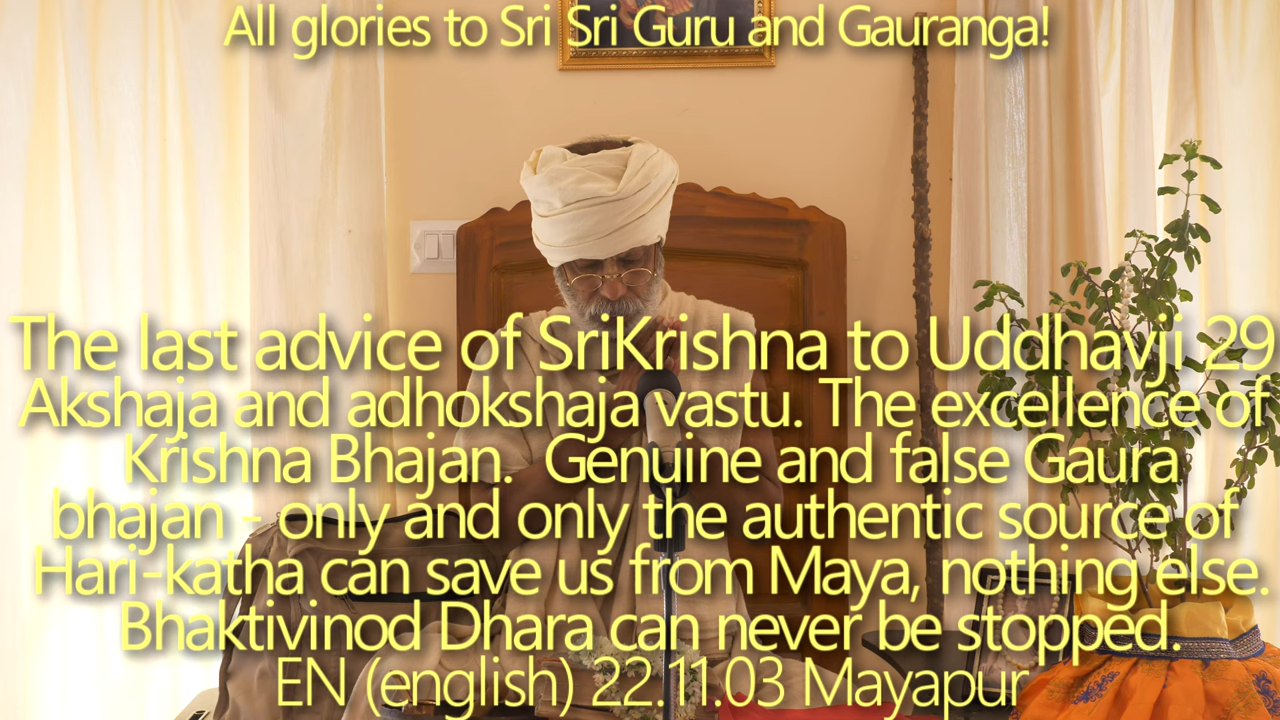 All glories to Sri Sri Guru and Gauranga!
The last advice of SriKrishna to Uddhavji 29
Akshaja and adhokshaja vastu. The excellence of
Krishna Bhajan.  Genuine and false Gaura
bhajan - only and only the authentic source of
Hari-katha can save us from Maya, nothing else.
Bhaktivinod Dhara can never be stopped.
EN (english) 22.11.03 Mayapur